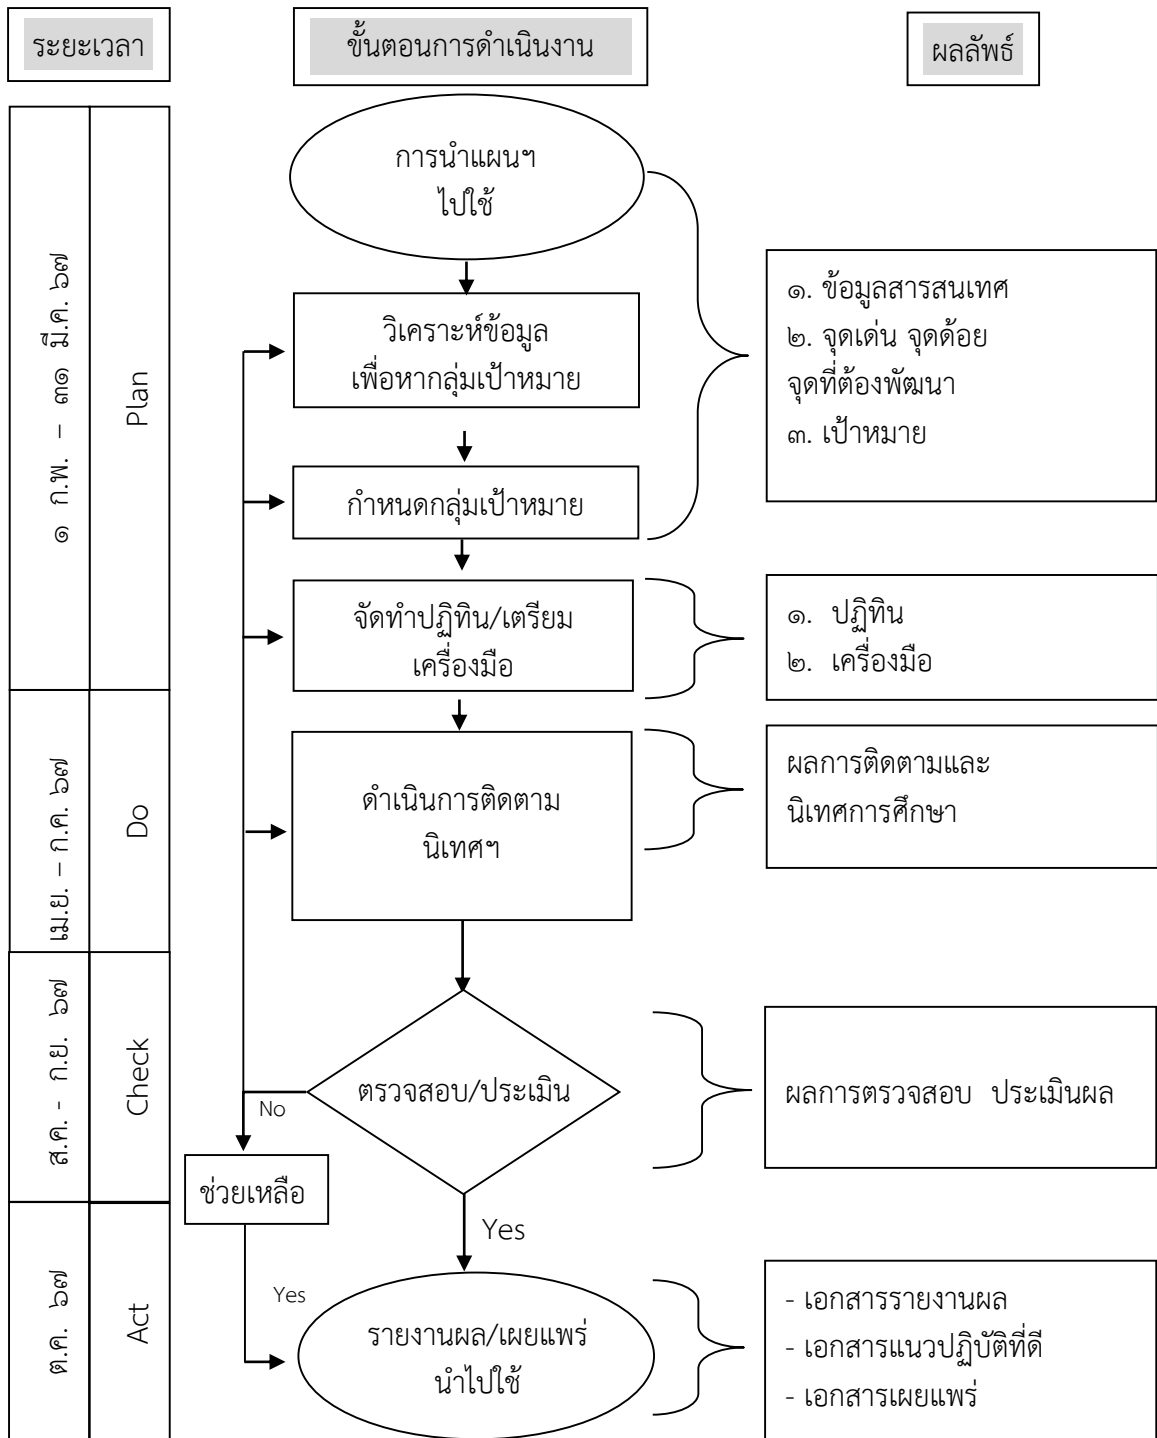 ระยะเวลา
ขั้นตอนการดำเนินงาน
ผลลัพธ์
๑ ก.พ. – ๓๑ มี.ค. ๖๗
Plan
การนำแผนฯ
ไปใช้
วิเคราะห์ข้อมูล
เพื่อหากลุ่มเป้าหมาย
กำหนดกลุ่มเป้าหมาย
๑. ข้อมูลสารสนเทศ
๒. จุดเด่น จุดด้อย
จุดที่ต้องพัฒนา
๓. เป้าหมาย
จัดทำปฏิทิน/เตรียม
เครื่องมือ
๑. ปฏิทิน
๒. เครื่องมือ
เม.ย. – ก.ค. ๖๗
Do
ดำเนินการติดตาม
นิเทศฯ
ผลการติดตามและ
นิเทศการศึกษา
ส.ค. - ก.ย. ๖๗
Check
ตรวจสอบ/ประเมิน
No
ผลการตรวจสอบ ประเมินผล
ช่วยเหลือ
Yes
ต.ค. ๖๗
Act
Yes
รายงานผล/เผยแพร่
นำไปใช้
- เอกสารรายงานผล
- เอกสารแนวปฏิบัติที่ดี
- เอกสารเผยแพร่